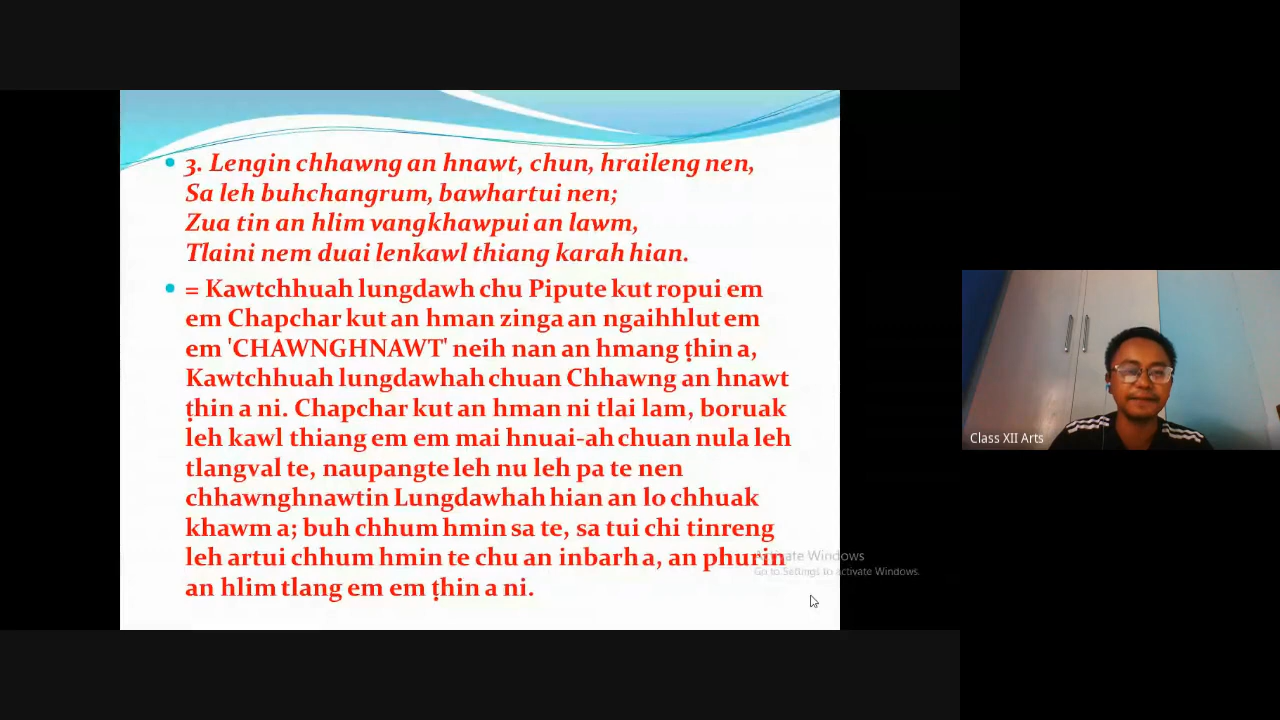 3. Lengin chhawng an hnawt, chun, hraileng nen,
Sa leh buhchangrum, bawhartui nen;
Zua tin an hlim vangkhawpui an lawm,
Tlaini nem duai lenkawl thiang karah hian.
= Kawtchhuah lungdawh chu Pipute kut ropui em
em Chapchar kut an hman zinga an ngaihhlut em
em 'CHAWNGHNAWT' neih nan an hmang ṭhin a,
Kawtchhuah lungdawhah chuan Chhawng an hnawt
ṭhin a ni. Chapchar kut an hman ni tlai lam, boruak
leh kawl thiang em em mai hnuai-ah chuan nula leh
tlangval te, naupangte leh nu leh pa te nen
chhawnghnawtin Lungdawhah hian an lo chhuak
khawm a; buh chhum hmin sa te, sa tui chi tinreng
leh artui chhum hmin te chu an inbarh a, an phurin
an hlim tlang em em ṭhin a ni.
Activate Windows
Go to Settings to activate Windows.
Class XII Arts